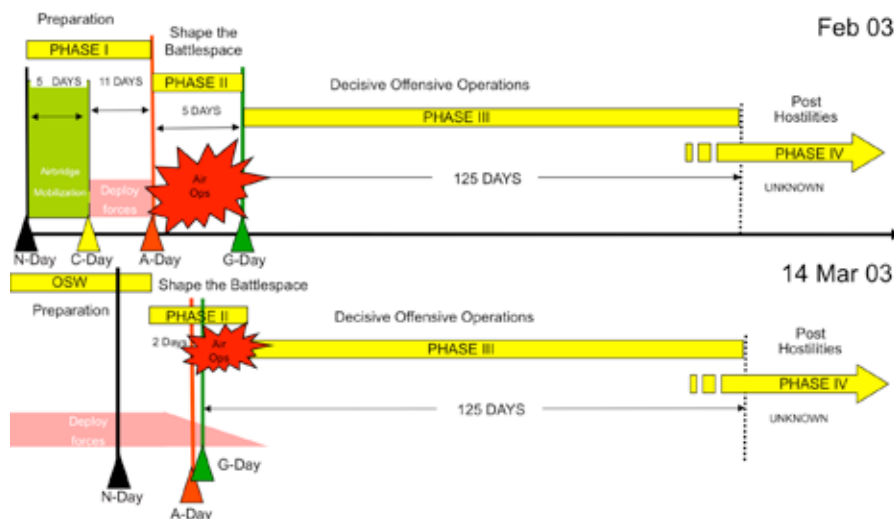 Preparation
Shape the
Battlespace
Feb 03
PHASE I
5 DAYS
11 DAYS
PHASE II
Decisive Offensive Operations
5 DAYS
PHASE III
Post
Hostilities
PHASE IV
Airbridge
Mobilization
Deploy
forces
Air
Ops
125 DAYS
UNKNOWN
N-Day
C-Day
A-Day
G-Day
OSW
Shape the Battlespace
14 Mar 03
Preparation
PHASE II
Decisive Offensive Operations
2 Days
Air
Ops
PHASE III
Post
Hostilities
PHASE IV
Deploy
forces
125 DAYS
UNKNOWN
G-Day
N-Day
A-Day